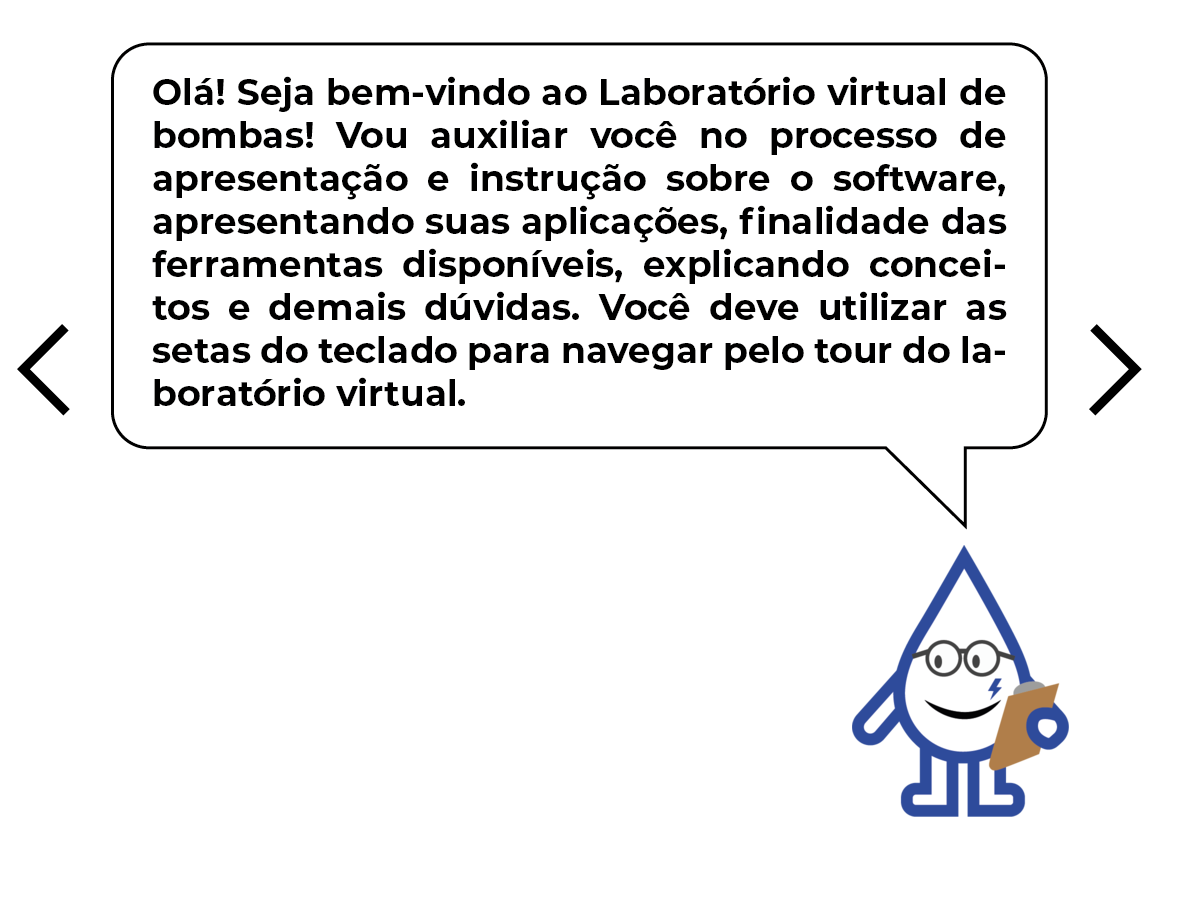 Olá! Seja bem-vindo ao Laboratório virtual de
bombas! Vou auxiliar você no processo de
apresentação e instrução sobre o software,
apresentando suas aplicações, finalidade das
ferramentas disponíveis, explicando concei-
tos e demais dúvidas. Você deve utilizar as
setas do teclado para navegar pelo tour do la-
boratório virtual.